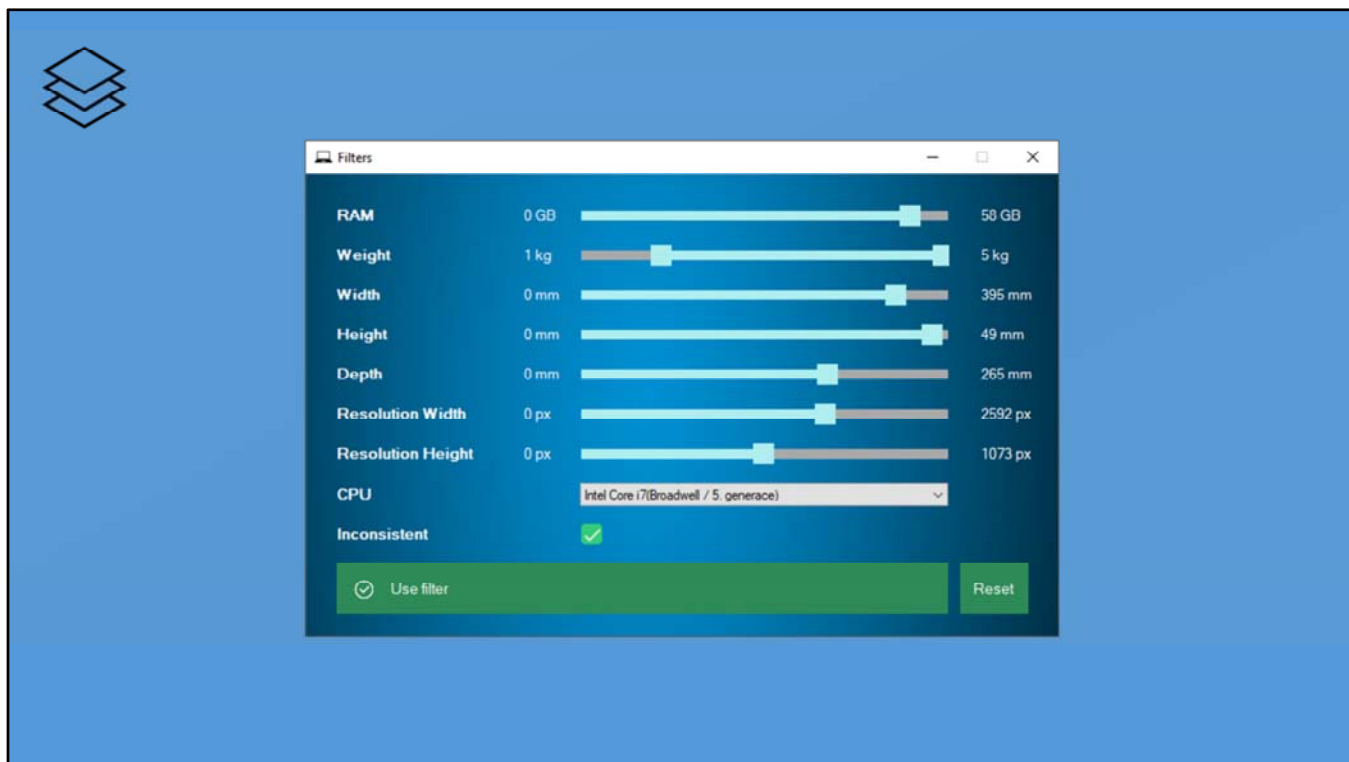 Filters
RAM 0 GB 58 GB
Weight 1 kg 5 kg
Width 0 mm 395 mm
Height 0 mm 49 mm
Depth 0 mm 265 mm
Resolution Width 0 px 2592 px
Resolution Height 0 px 1073 px
CPU Intel Core i7(Broadwell / 5. generace)
Inconsistent
Use filter Reset